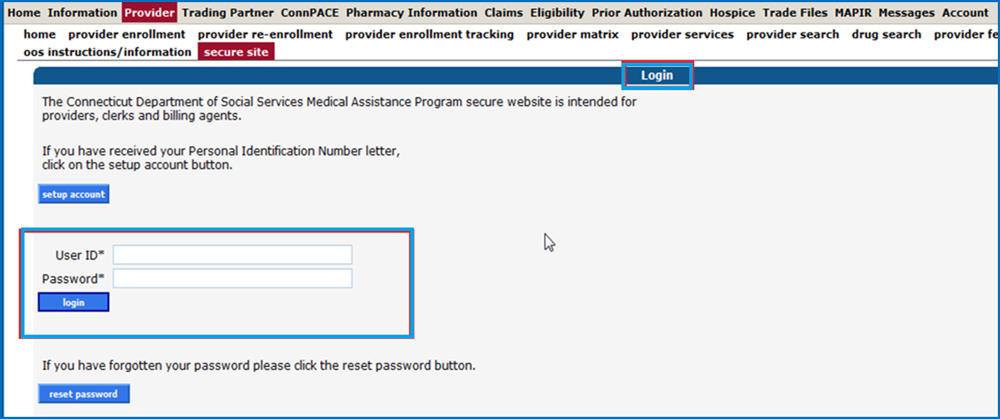 Home Information Provider Trading Partner ConnPACE Pharmacy Information Claims Eligibility Prior Authorization Hospice Trade Files MAPIR Messages Account
home provider enrollment provider re-enrollment provider enrollment tracking provider matrix provider services provider search drug search provider fe
oos instructions/information secure site
Login
The Connecticut Department of Social Services Medical Assistance Program secure website is intended for
providers, clerks and billing agents.
If you have received your Personal Identification Number letter,
click on the setup account button.
setup account
User ID*
Password*
login
If you have forgotten your password please click the reset password button.
reset password